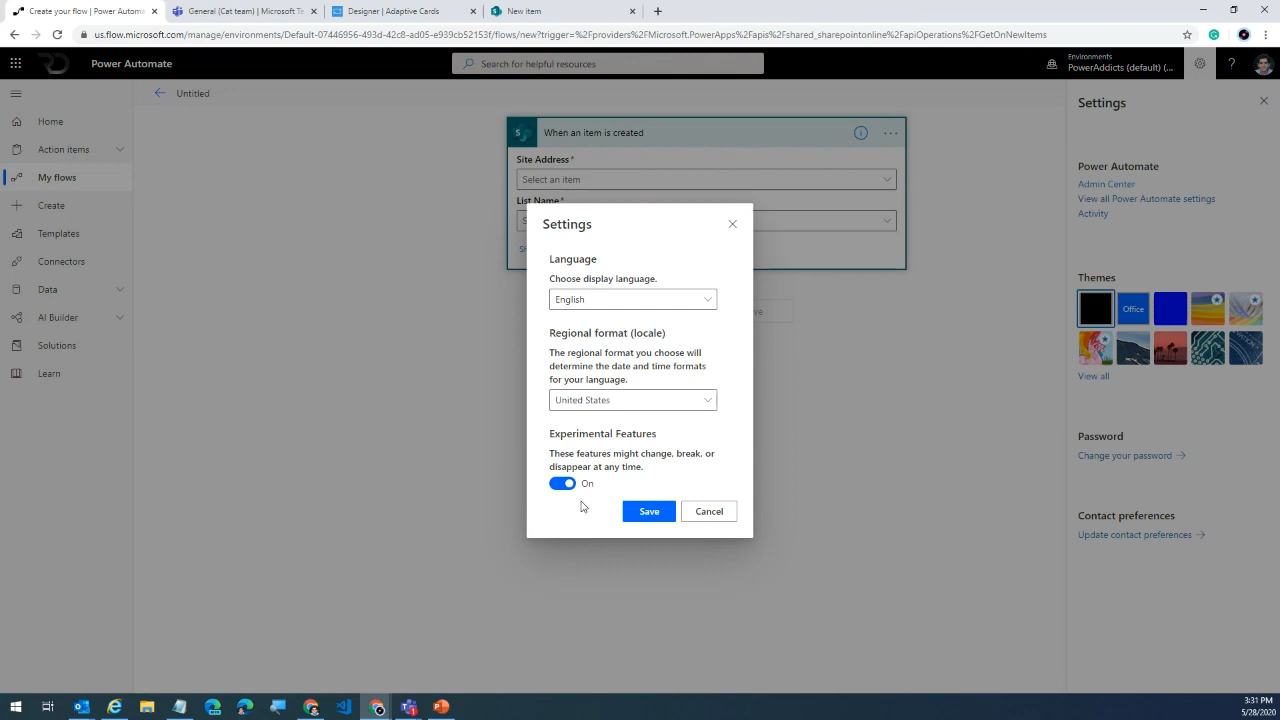 Create your flow | Power Automa
General (Cat team) | Microsoft Te
Designer | Adaptive Cards
New item
us.flow.microsoft.com/manage/environments/Default-07446956-493d-42c8-ad05-e939cb52153f/flows/new?trigger=%2Fproviders%2FMicrosoft.PowerApps%2Fapis%2Fshared_sharepointonline%2FapiOperations%2FGetOnNewItems
Power Automate
Search for helpful resources
Environments
PowerAddicts (default) (...
Untitled
Home
Action items
My flows
Create
Templates
Connectors
Data
AI Builder
Solutions
Learn
When an item is created
Site Address*
Select an item
List Name*
Settings
Language
Choose display language.
English
Regional format (locale)
The regional format you choose will
determine the date and time formats
for your language.
United States
Experimental Features
These features might change, break, or
disappear at any time.
On
Save
Cancel
Settings
Power Automate
Admin Center
View all Power Automate settings
Activity
Themes
Office
View all
Password
Change your password
Contact preferences
Update contact preferences
3:31 PM
5/28/2020